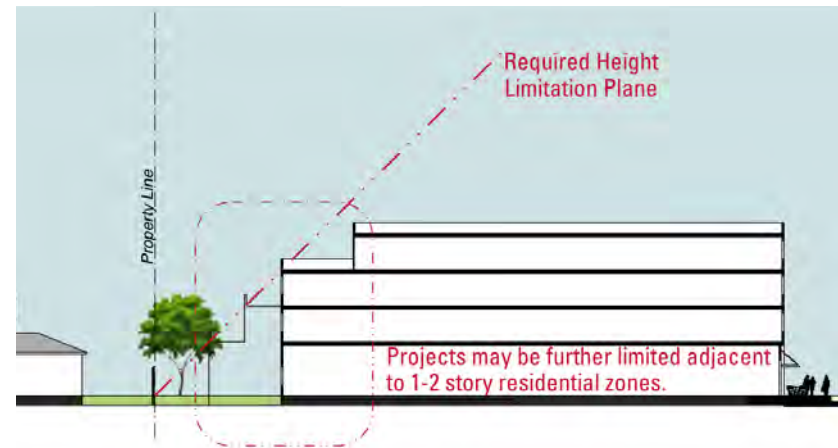 Required Height
Limitation Plane
Property Line
Projects may be further limited adjacent
to 1-2 story residential zones.